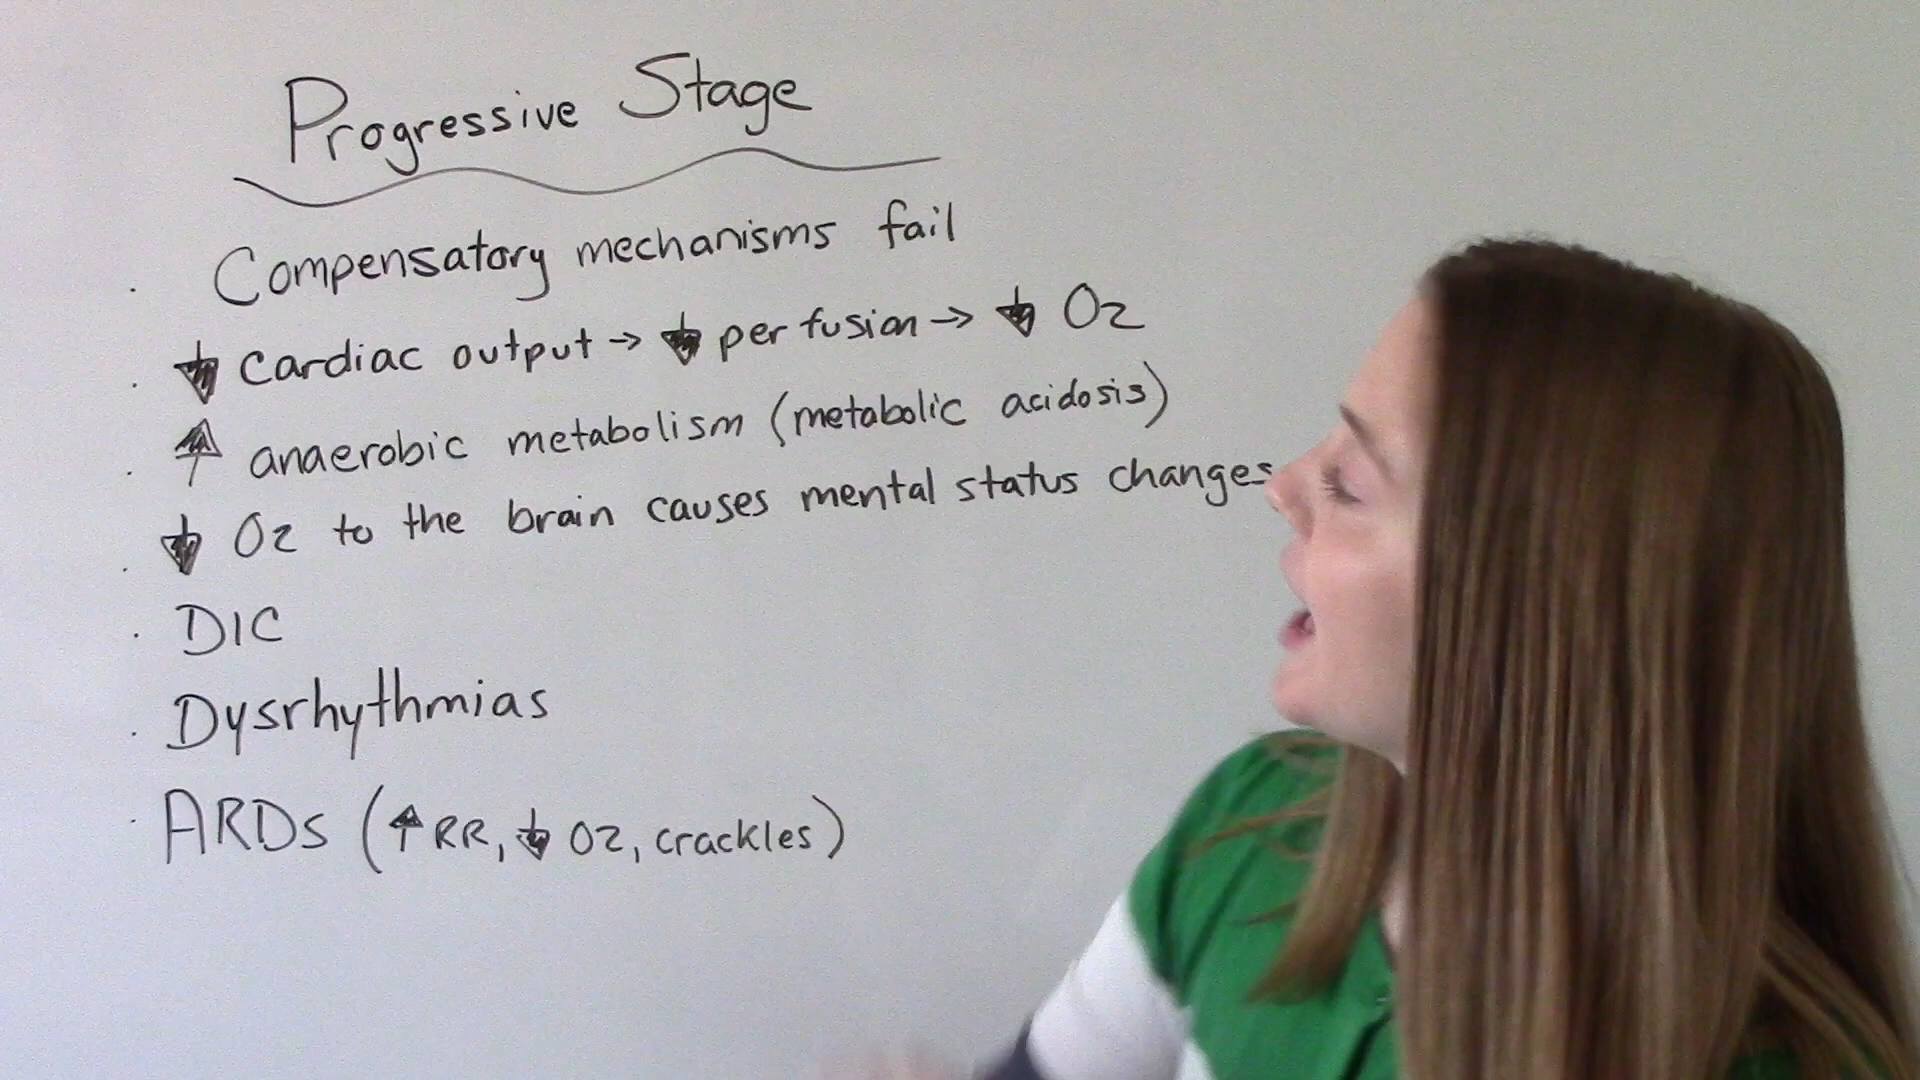 Progressive Stage
· Compensatory mechanisms fail
· ↓ cardiac output → ↓ perfusion → ↓ O2
· ↑ anaerobic metabolism (metabolic acidosis)
· ↓ O2 to the brain causes mental status changes
· DIC
· Dysrhythmias
· ARDs (↑ RR, ↓ O2, crackles)